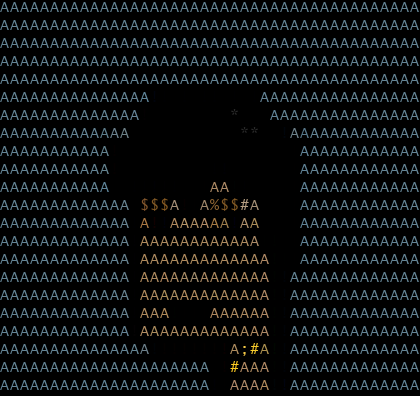 AAAAAAAAAAAAAAAAAAAAAAAAAAAAAAAAAAAAAAAAAA
AAAAAAAAAAAAAAAAAAAAAAAAAAAAAAAAAAAAAAAAAA
AAAAAAAAAAAAAAAAAAAAAAAAAAAAAAAAAAAAAAAAAA
AAAAAAAAAAAAAAAAAAAAAAAAAAAAAAAAAAAAAAAAAA
AAAAAAAAAAAAAAAAAAAAAAAAAAAAAAAAAAAAAAAAAA
AAAAAAAAAAAAAAA           AAAAAAAAAAAAAAAA
AAAAAAAAAAAAAA         *   AAAAAAAAAAAAAAA
AAAAAAAAAAAAA           **   AAAAAAAAAAAAA
AAAAAAAAAAA                   AAAAAAAAAAAA
AAAAAAAAAAA                   AAAAAAAAAAAA
AAAAAAAAAAA          AA       AAAAAAAAAAAA
AAAAAAAAAAAAA $$$A  A%$$#A   AAAAAAAAAAAAA
AAAAAAAAAAAAA A  AAAAAA AA   AAAAAAAAAAAAA
AAAAAAAAAAAAA AAAAAAAAAAAA    AAAAAAAAAAAA
AAAAAAAAAAAAA AAAAAAAAAAAAA   AAAAAAAAAAAA
AAAAAAAAAAAAA AAAAAAAAAAAAA  AAAAAAAAAAAAA
AAAAAAAAAAAAA AAAAAAAAAAAAA  AAAAAAAAAAAAA
AAAAAAAAAAAAA AAA    AAAAAA  AAAAAAAAAAAAA
AAAAAAAAAAAAA AAAAAAAAAAAAA  AAAAAAAAAAAAA
AAAAAAAAAAAAAAA        A;#A  AAAAAAAAAAAAA
AAAAAAAAAAAAAAAAAAAAA  #AAA  AAAAAAAAAAAAA
AAAAAAAAAAAAAAAAAAAAA  AAAA  AAAAAAAAAAAAA